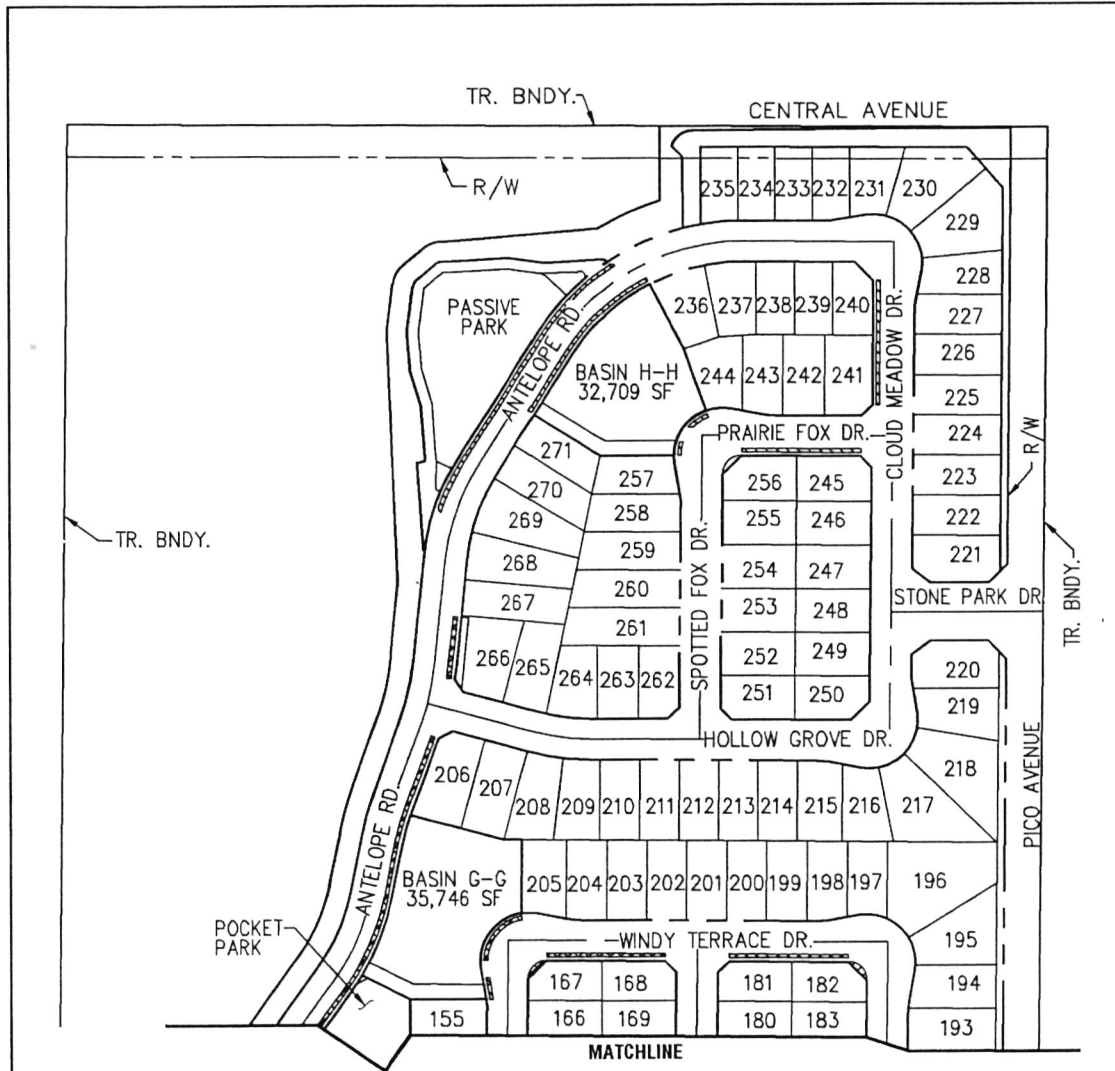 TR. BNDY.
CENTRAL AVENUE
R/W
235 234 233 232 231 230
229
228
227
226
225
224
223
222
221
PASSIVE
PARK
ANTELOPE RD.
236 237 238 239 240
BASIN H-H
32,709 SF
244 243 242 241
CLOUD MEADOW DR.
R/W
PRAIRIE FOX DR.
271
270
269
268
267
266 265 264 263 262
257
258
259
260
261
SPOTTED FOX DR.
256 245
255 246
254 247
253 248
252 249
251 250
TR. BNDY.
STONE PARK DR.
TR. BNDY.
220
219
218
HOLLOW GROVE DR.
PICO AVENUE
206 207 208 209 210 211 212 213 214 215 216 217
ANTELOPE RD.
BASIN G-G
35,746 SF
205 204 203 202 201 200 199 198 197 196
195
194
193
POCKET
PARK
WINDY TERRACE DR.
167 168
166 169
181 182
180 183
155
MATCHLINE